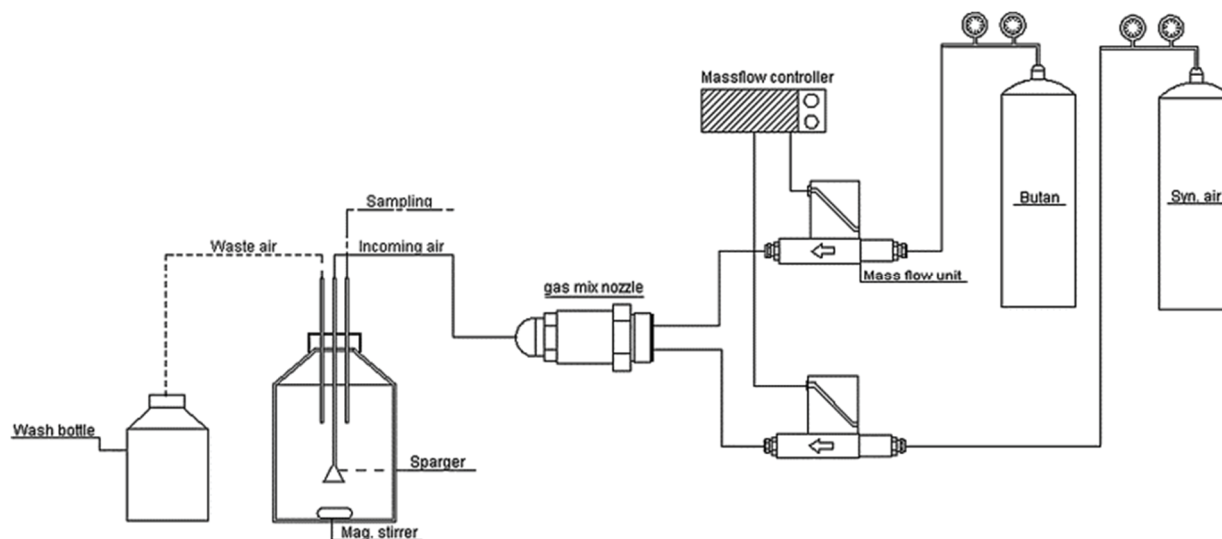 Massflow controller
Butan
Syn. air
Sampling
Waste air
Incoming air
Mass flow unit
gas mix nozzle
Wash bottle
Sparger
Mag. stirrer